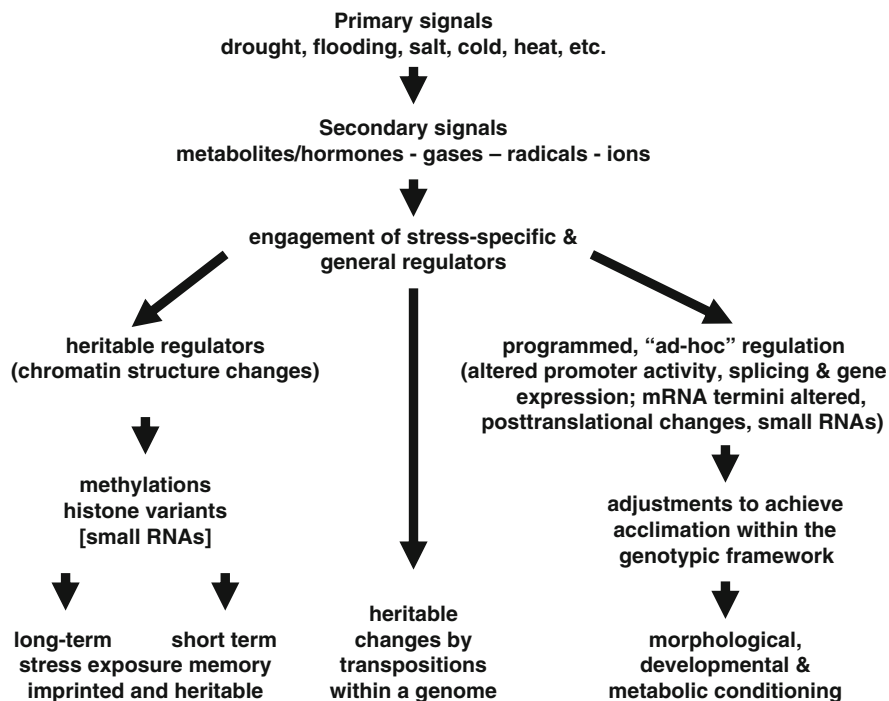 Primary signals
drought, flooding, salt, cold, heat, etc.
Secondary signals
metabolites/hormones - gases – radicals - ions
engagement of stress-specific &
general regulators
heritable regulators
(chromatin structure changes)
methylations
histone variants
[small RNAs]
long-term short term
stress exposure memory
imprinted and heritable
heritable
changes by
transpositions
within a genome
programmed, “ad-hoc” regulation
(altered promoter activity, splicing & gene
expression; mRNA termini altered,
posttranslational changes, small RNAs)
adjustments to achieve
acclimation within the
genotypic framework
morphological,
developmental &
metabolic conditioning